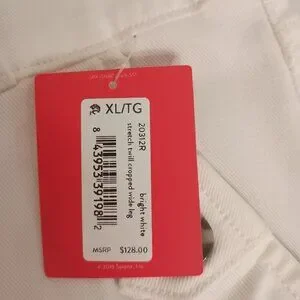 XL/TG
20312R
stretch twill cropped wide leg
bright white
8 43953 39198 2
MSRP $128.00